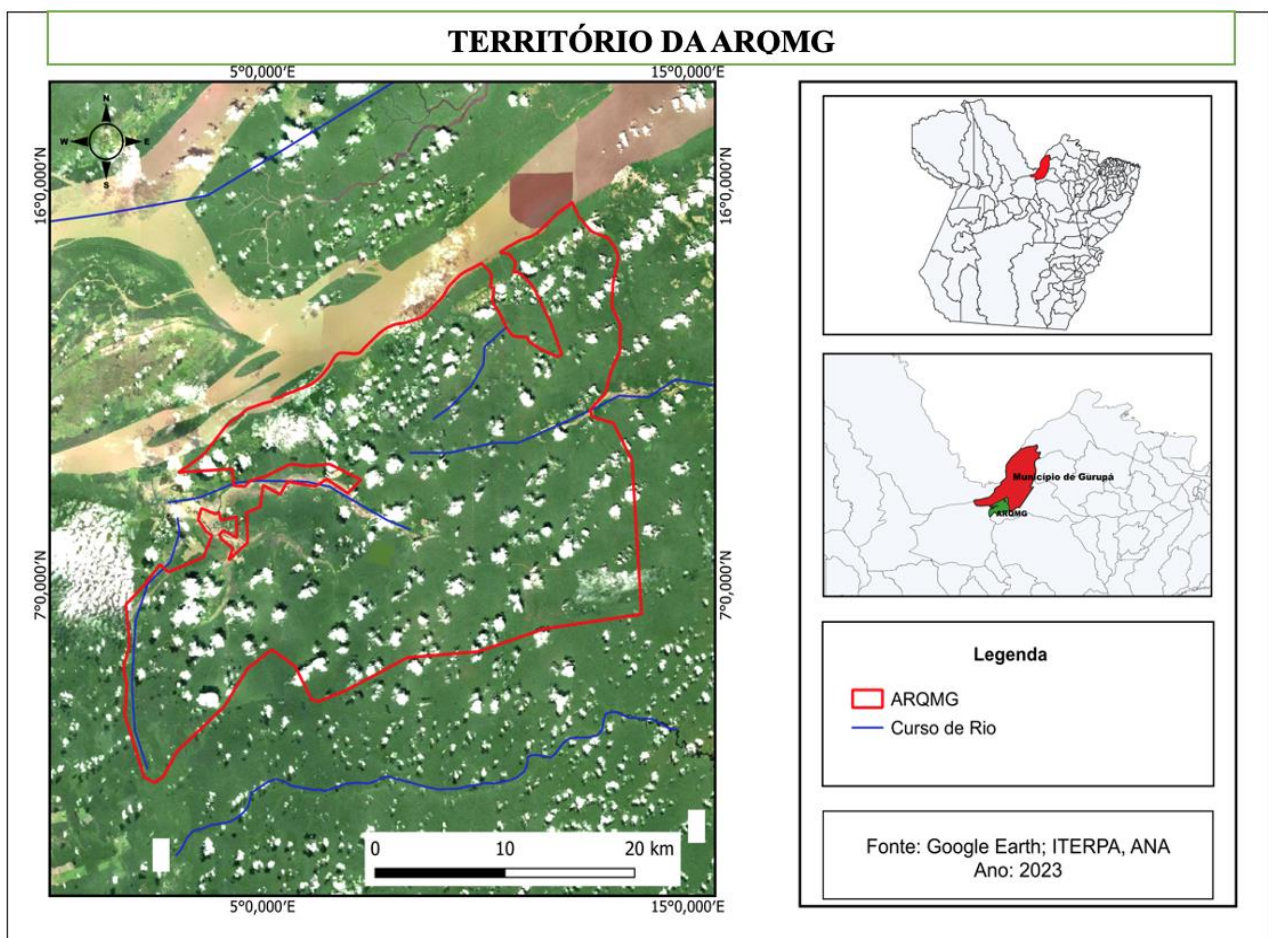 TERRITÓRIO DA ARQMG
5°0,000'E
15°0,000'E
N
W
E
S
16°0,000'N
16°0,000'N
7°0,000'N
7°0,000'N
0
10
20 km
5°0,000'E
15°0,000'E
Município de Gurupá
ARQMG
Legenda
ARQMG
Curso de Rio
Fonte: Google Earth; ITERPA, ANA
Ano: 2023